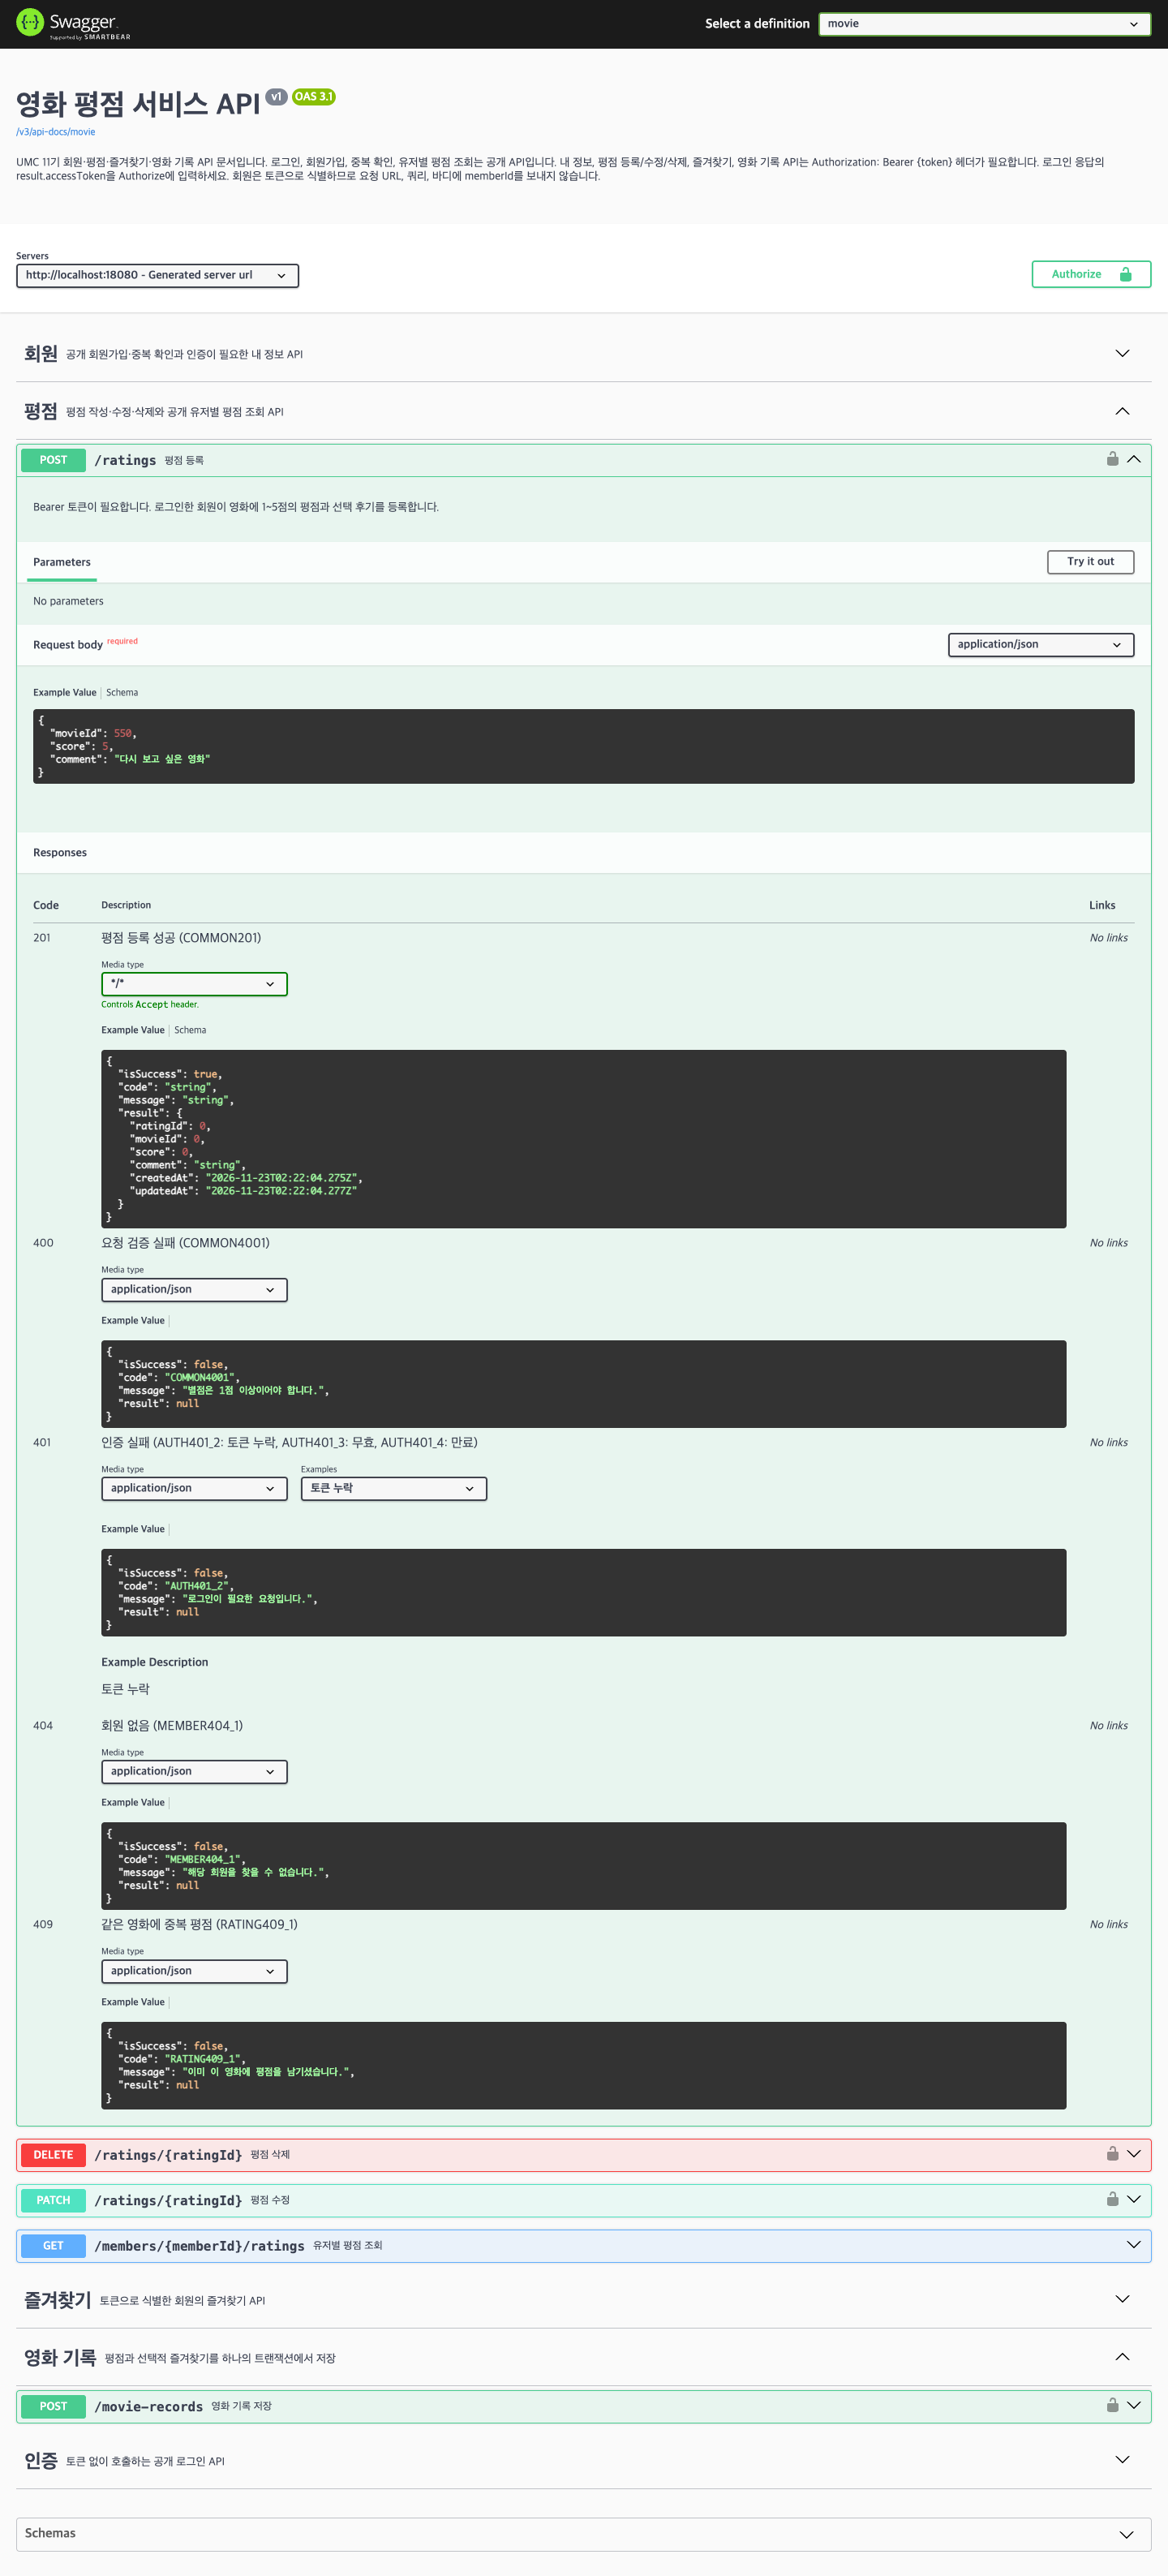 Swagger
Supported by SMARTBEAR
Select a definition
movie
영화 평점 서비스 API v1 OAS 3.1
/v3/api-docs/movie
UMC 11기 회원·평점·즐겨찾기·영화 기록 API 문서입니다. 로그인, 회원가입, 중복 확인, 유저별 평점 조회는 공개 API입니다. 내 정보, 평점 등록/수정/삭제, 즐겨찾기, 영화 기록 API는 Authorization: Bearer {token} 헤더가 필요합니다. 로그인 응답의
result.accessToken을 Authorize에 입력하세요. 회원은 토큰으로 식별하므로 요청 URL, 쿼리, 바디에 memberId를 보내지 않습니다.
Servers
http://localhost:18080 - Generated server url
Authorize
회원 공개 회원가입·중복 확인과 인증이 필요한 내 정보 API
평점 평점 작성·수정·삭제와 공개 유저별 평점 조회 API
POST /ratings 평점 등록
Bearer 토큰이 필요합니다. 로그인한 회원이 영화에 1~5점의 평점과 선택 후기를 등록합니다.
Parameters
Try it out
No parameters
Request body required
application/json
Example Value Schema
{
"movieId": 550,
"score": 5,
"comment": "다시 보고 싶은 영화"
}
Responses
Code Description Links
201 평점 등록 성공 (COMMON201) No links
Media type
*/*
Controls Accept header.
Example Value Schema
{
"isSuccess": true,
"code": "string",
"message": "string",
"result": {
"ratingId": 0,
"movieId": 0,
"score": 0,
"comment": "string",
"createdAt": "2026-11-23T02:22:04.275Z",
"updatedAt": "2026-11-23T02:22:04.277Z"
}
}
400 요청 검증 실패 (COMMON4001) No links
Media type
application/json
Example Value
{
"isSuccess": false,
"code": "COMMON4001",
"message": "별점은 1점 이상이어야 합니다.",
"result": null
}
401 인증 실패 (AUTH401_2: 토큰 누락, AUTH401_3: 무효, AUTH401_4: 만료) No links
Media type Examples
application/json 토큰 누락
Example Value
{
"isSuccess": false,
"code": "AUTH401_2",
"message": "로그인이 필요한 요청입니다.",
"result": null
}
Example Description
토큰 누락
404 회원 없음 (MEMBER404_1) No links
Media type
application/json
Example Value
{
"isSuccess": false,
"code": "MEMBER404_1",
"message": "해당 회원을 찾을 수 없습니다.",
"result": null
}
409 같은 영화에 중복 평점 (RATING409_1) No links
Media type
application/json
Example Value
{
"isSuccess": false,
"code": "RATING409_1",
"message": "이미 이 영화에 평점을 남기셨습니다.",
"result": null
}
DELETE /ratings/{ratingId} 평점 삭제
PATCH /ratings/{ratingId} 평점 수정
GET /members/{memberId}/ratings 유저별 평점 조회
즐겨찾기 토큰으로 식별한 회원의 즐겨찾기 API
영화 기록 평점과 선택적 즐겨찾기를 하나의 트랜잭션에서 저장
POST /movie-records 영화 기록 저장
인증 토큰 없이 호출하는 공개 로그인 API
Schemas